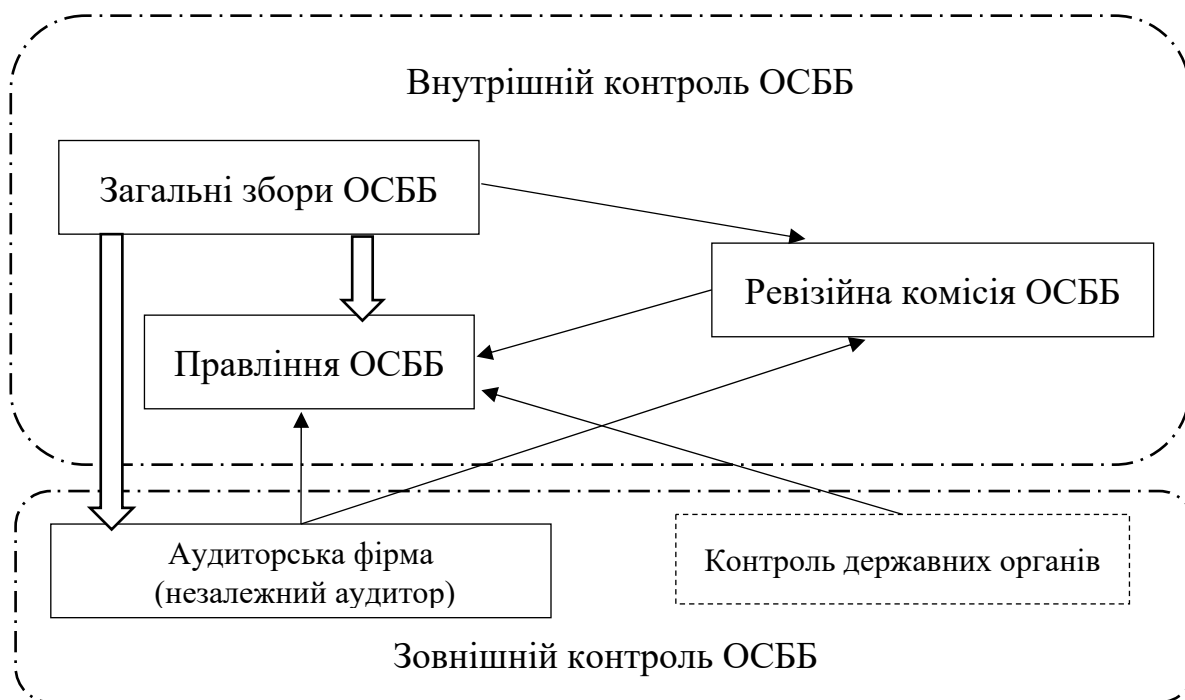 Внутрішній контроль ОСББ
Загальні збори ОСББ
Ревізійна комісія ОСББ
Правління ОСББ
Аудиторська фірма
(незалежний аудитор)
Контроль державних органів
Зовнішній контроль ОСББ